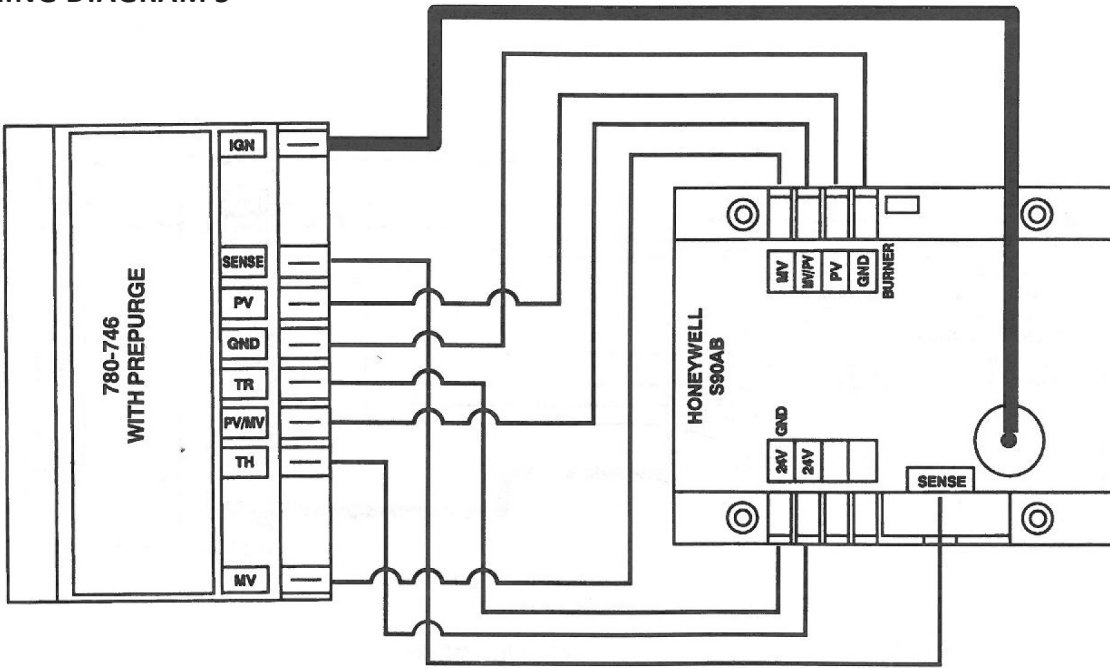 780-746
WITH PREPURGE
IGN
SENSE
PV
GND
TR
PV/MV
TH
MV
HONEYWELL
S90AB
MV
MV/PV
PV
GND
BURNER
24V GND
24V
SENSE